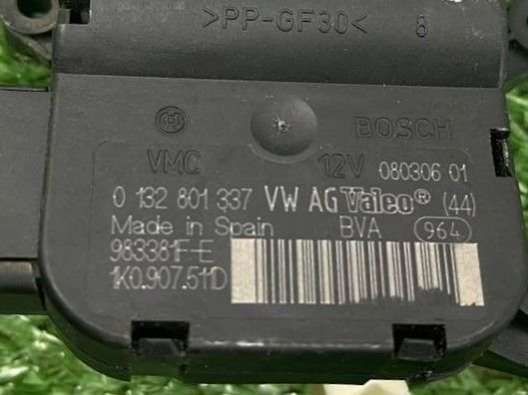 >PP-GF30< 8
BOSCH
VMC 12V 080306 01
0 132 801 337 VW AG Valeo® (44)
Made in Spain BVA 964
983381F-E
1K0.907.511D